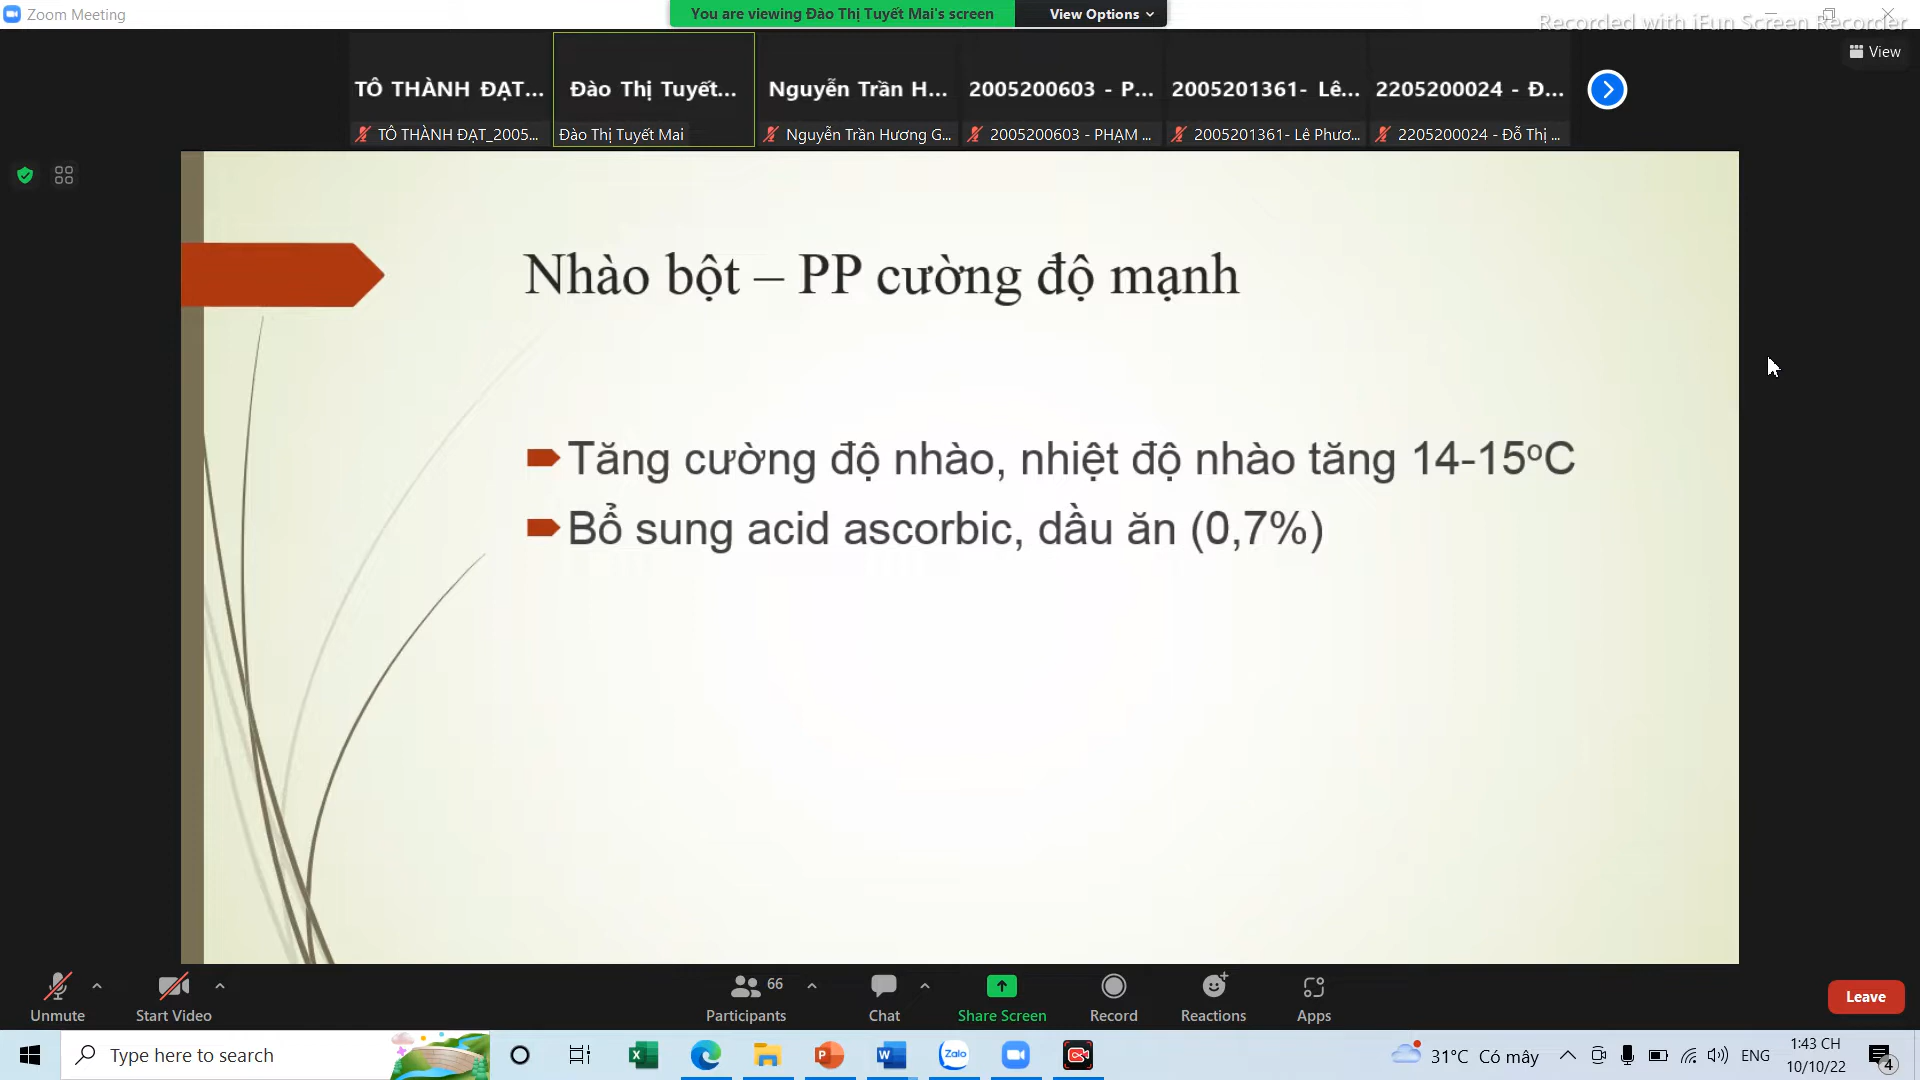 Zoom Meeting
You are viewing Đào Thị Tuyết Mai's screen
View Options
Recorded with iFun Screen Recorder
View
TÔ THÀNH ĐẠT...
Đào Thị Tuyết...
Nguyễn Trần H...
2005200603 - P...
2005201361- Lê...
2205200024 - Đ...
TÔ THÀNH ĐẠT_2005...
Đào Thị Tuyết Mai
Nguyễn Trần Hương G...
2005200603 - PHẠM ...
2005201361- Lê Phươ...
2205200024 - Đỗ Thị ...
Nhào bột – PP cường độ mạnh
Tăng cường độ nhào, nhiệt độ nhào tăng 14-15°C
Bổ sung acid ascorbic, dầu ăn (0,7%)
Unmute
Start Video
66
Participants
Chat
Share Screen
Record
Reactions
Apps
Leave
Type here to search
Zalo
31°C Có mây
ENG
1:43 CH
10/10/22
4